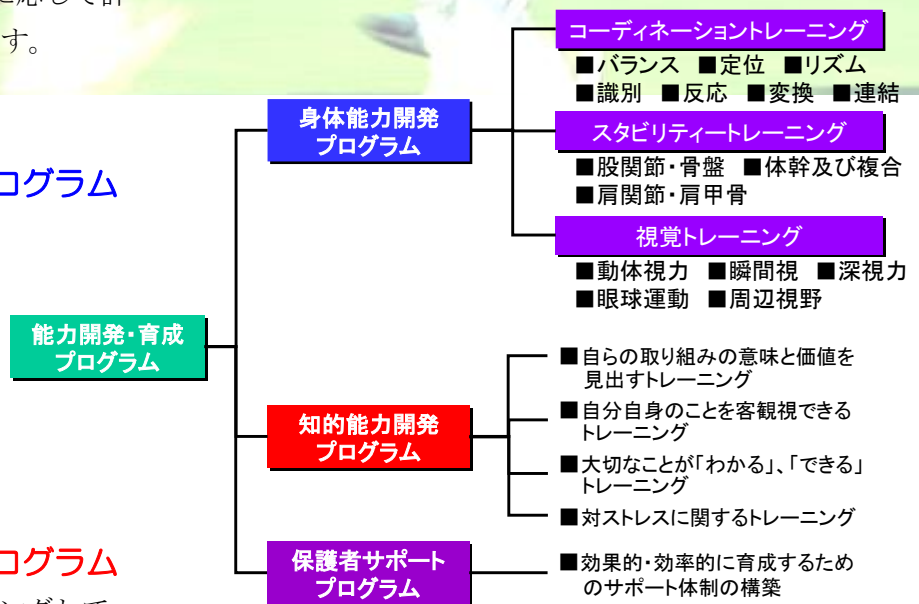 に応じて計
す。
ログラム
ログラム
ングして
能力開発・育成
プログラム
身体能力開発
プログラム
コーディネーショントレーニング
■バランス ■定位 ■リズム
■識別 ■反応 ■変換 ■連結
スタビリティートレーニング
■股関節・骨盤 ■体幹及び複合
■肩関節・肩甲骨
視覚トレーニング
■動体視力 ■瞬間視 ■深視力
■眼球運動 ■周辺視野
知的能力開発
プログラム
■自らの取り組みの意味と価値を
見出すトレーニング
■自分自身のことを客観視できる
トレーニング
■大切なことが「わかる」、「できる」
トレーニング
■対ストレスに関するトレーニング
保護者サポート
プログラム
■効果的・効率的に育成するため
のサポート体制の構築